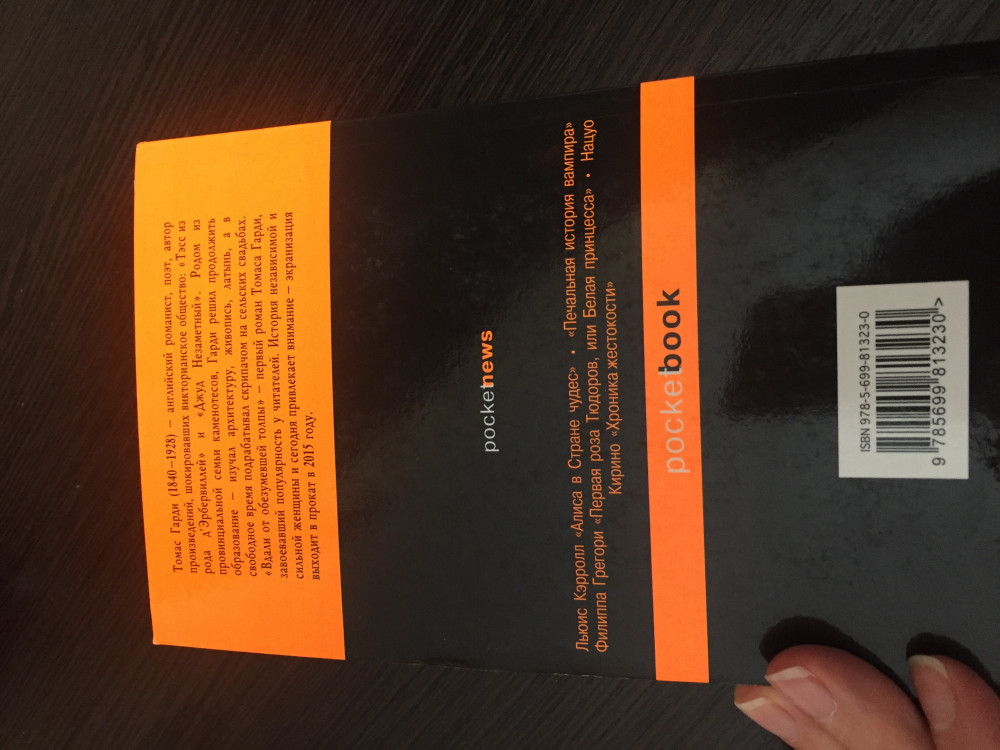 Томас Гарди (1840–1928) — английский романист, поэт, автор
произведений, шокировавших викторианское общество: «Тэсс из
рода д'Эрбервиллей» и «Джуд Незаметный». Родом из
провинциальной семьи каменотесов, Гарди решил продолжить
образование — изучал архитектуру, живопись, латынь, а в
свободное время подрабатывал скрипачом на сельских свадьбах.
«Вдали от обезумевшей толпы» — первый роман Томаса Гарди,
завоевавший популярность у читателей. История независимой и
сильной женщины и сегодня привлекает внимание — экранизация
выходит в прокат в 2015 году.
pocketnews
Льюис Кэрролл «Алиса в Стране чудес» • «Печальная история вампира»
Филиппа Грегори «Первая роза Тюдоров, или Белая принцесса» • Нацуо
Кирино «Хроника жестокости»
pocketbook
ISBN 978-5-699-81323-0
9 785699 813230>